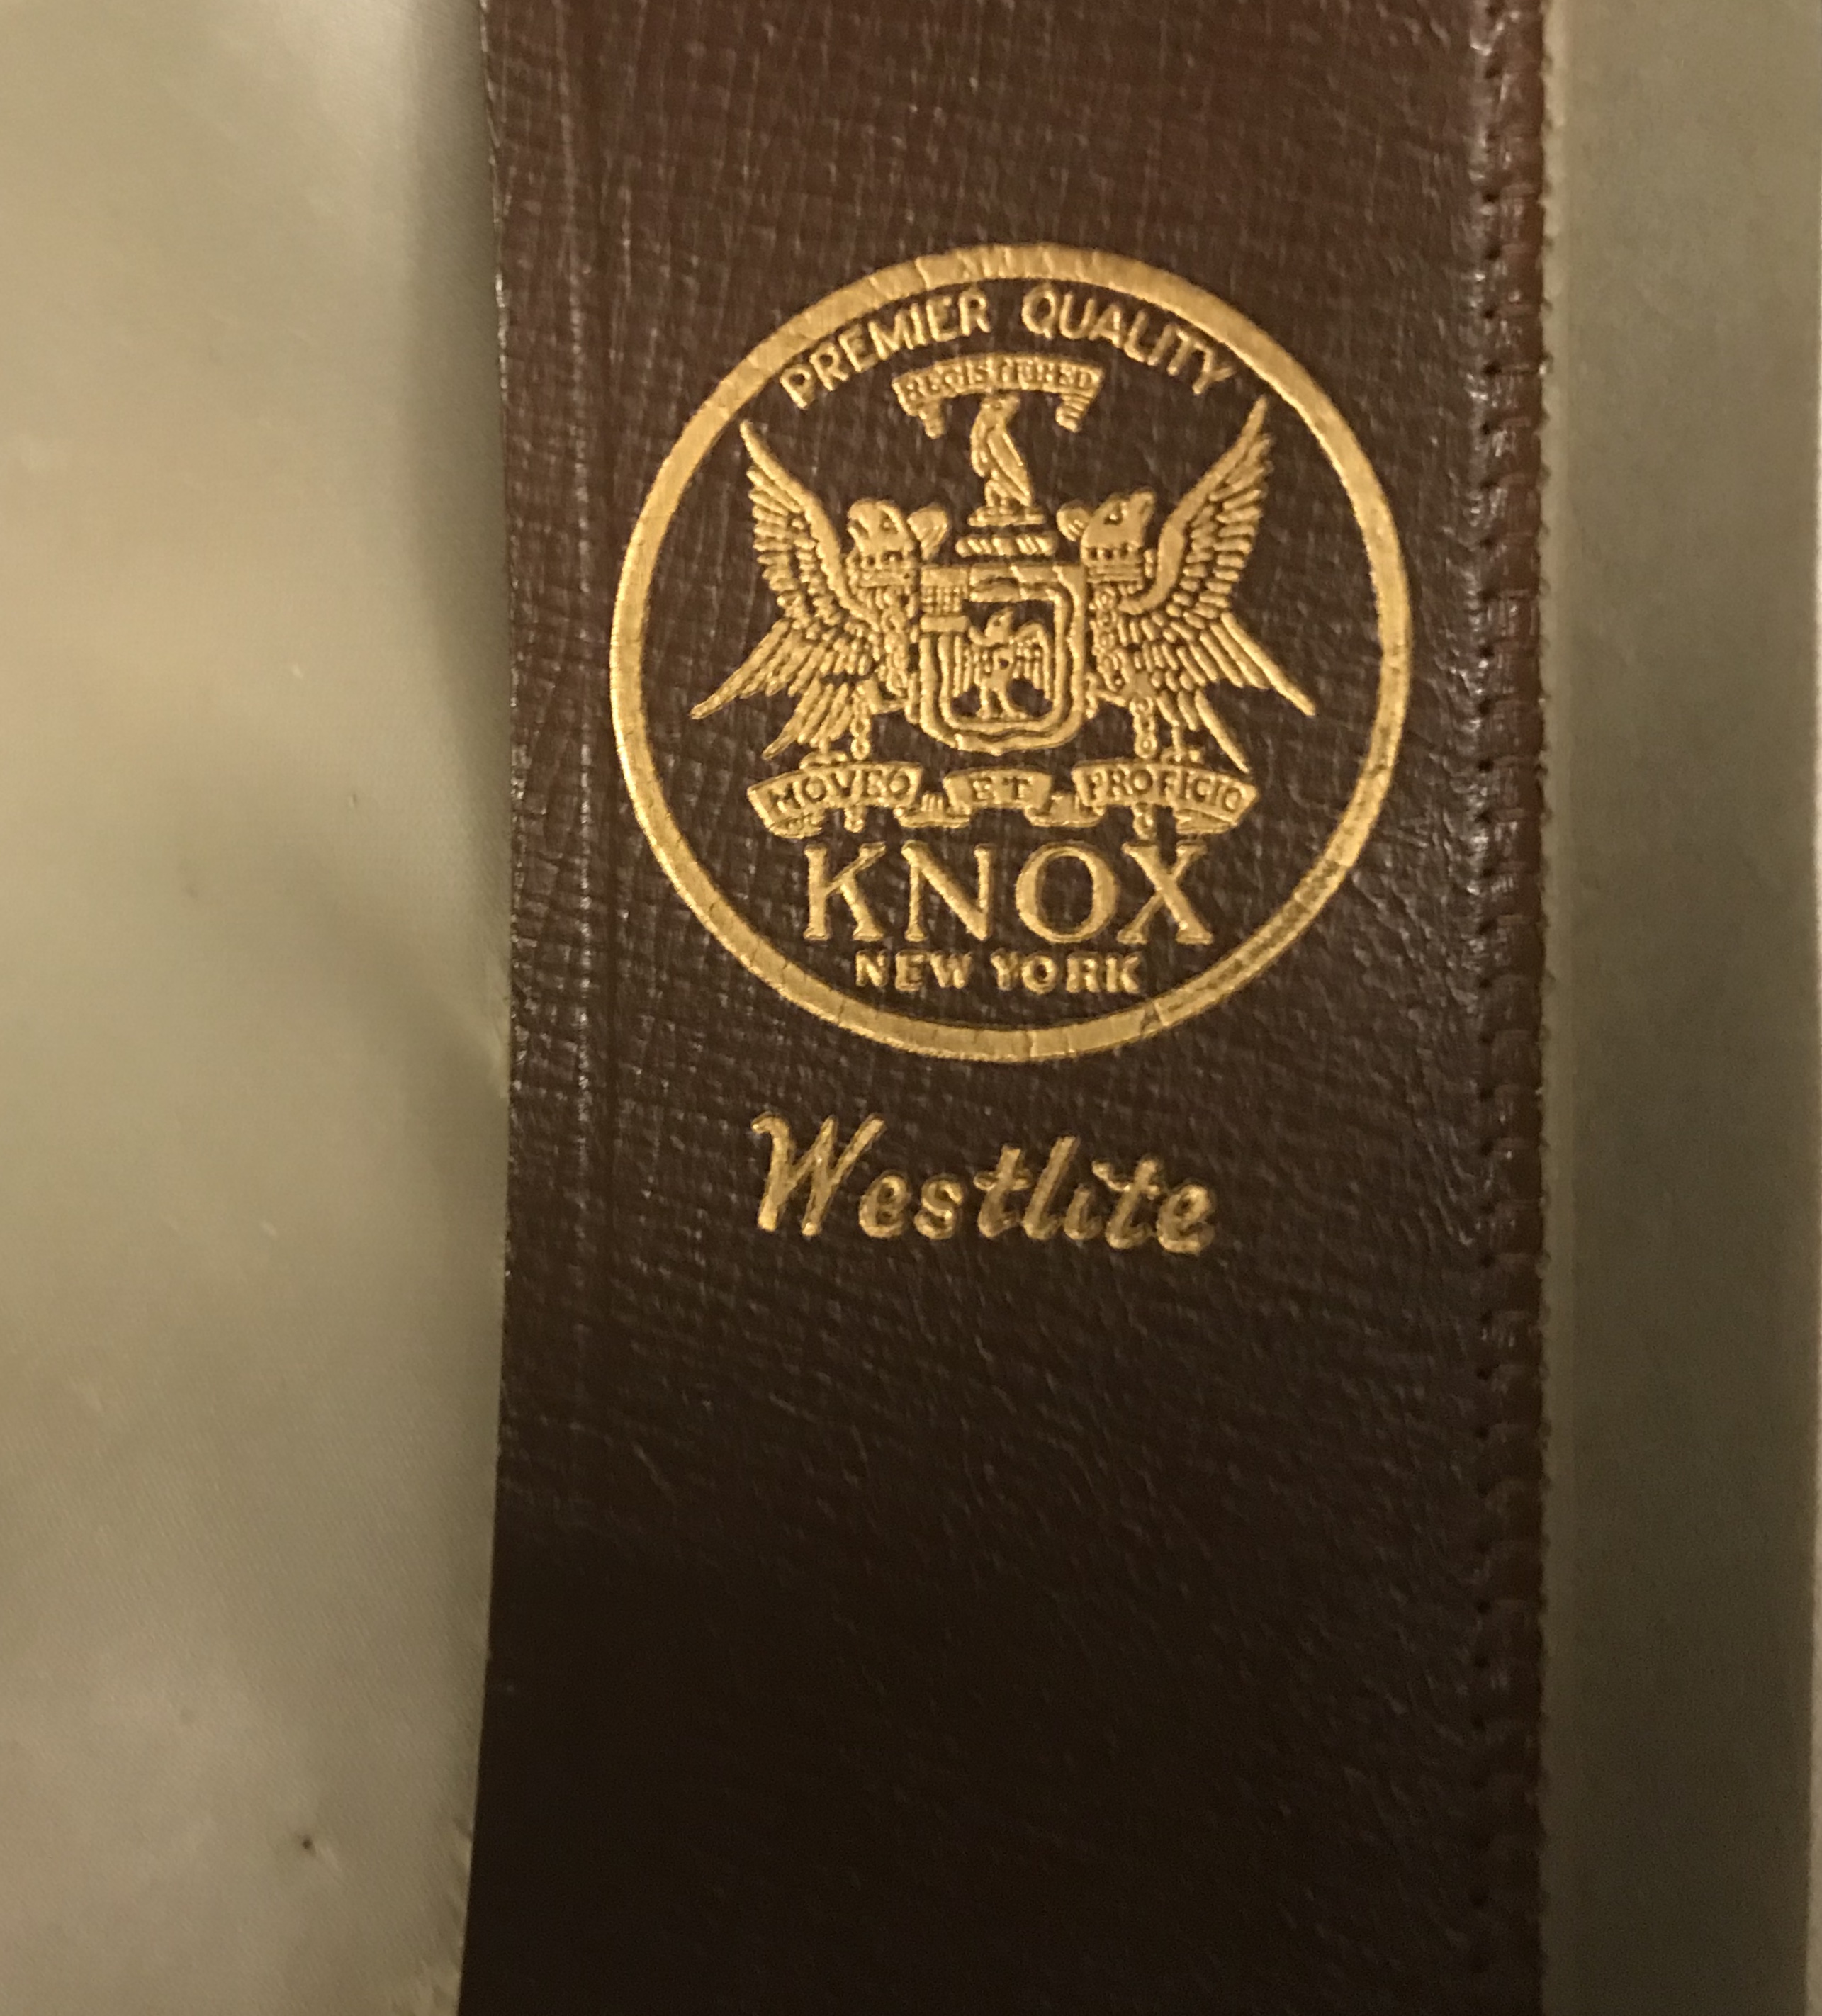 PREMIER QUALITY
REGISTERED
MOVEO ET PROFICIO
KNOX
NEW YORK
Westlite